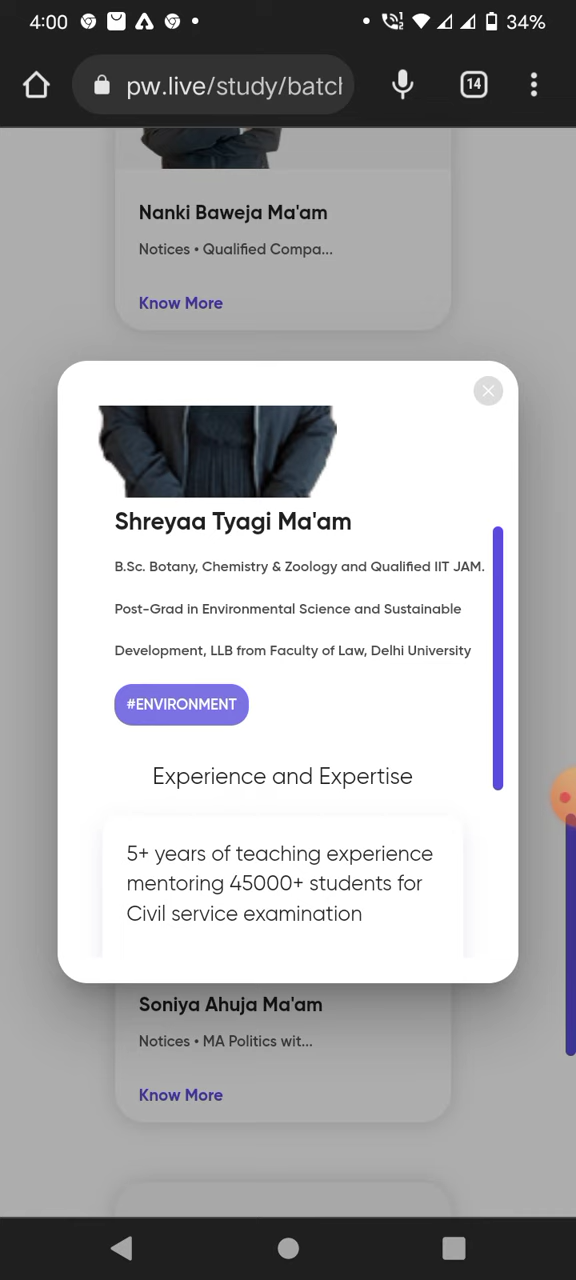 4:00
34%
pw.live/study/batch
14
Nanki Baweja Ma'am
Notices • Qualified Compa...
Know More
Shreyaa Tyagi Ma'am
B.Sc. Botany, Chemistry & Zoology and Qualified IIT JAM.
Post-Grad in Environmental Science and Sustainable
Development, LLB from Faculty of Law, Delhi University
#ENVIRONMENT
Experience and Expertise
5+ years of teaching experience
mentoring 45000+ students for
Civil service examination
Soniya Ahuja Ma'am
Notices • MA Politics wit...
Know More